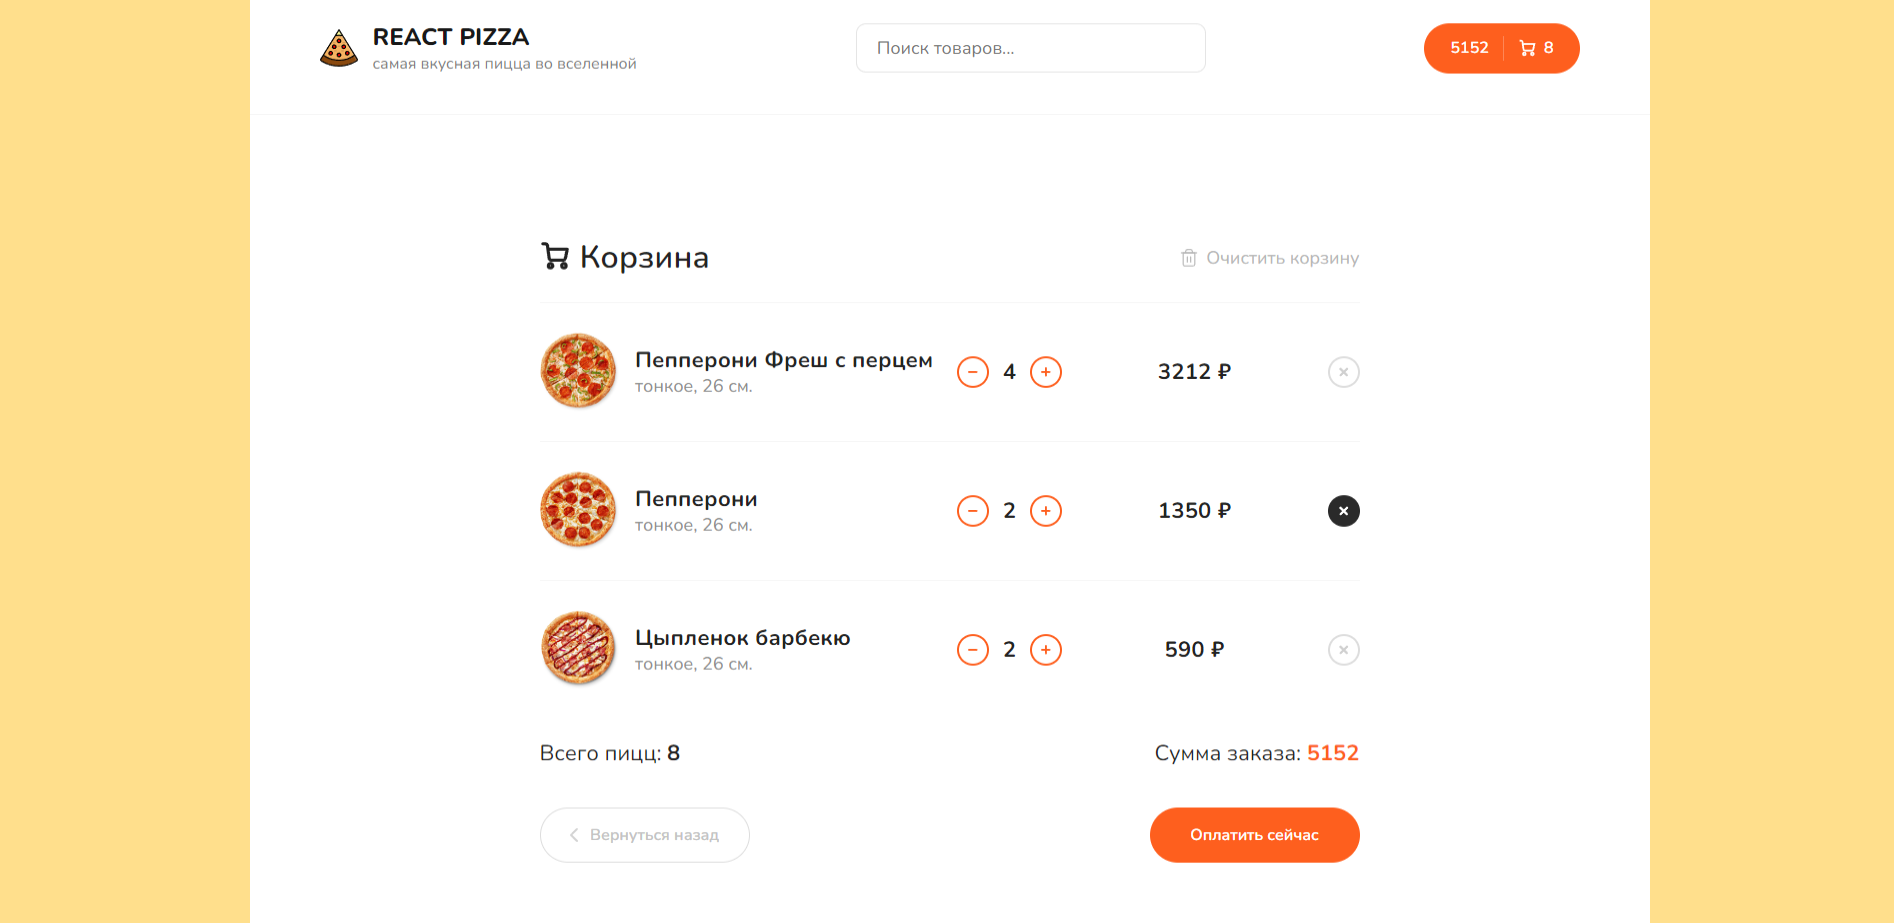 REACT PIZZA
самая вкусная пицца во вселенной
Поиск товаров...
5152 8
Корзина
Очистить корзину
Пепперони Фреш с перцем
тонкое, 26 см.
4
3212 ₽
Пепперони
тонкое, 26 см.
2
1350 ₽
Цыпленок барбекю
тонкое, 26 см.
2
590 ₽
Всего пицц: 8
Сумма заказа: 5152
Вернуться назад
Оплатить сейчас